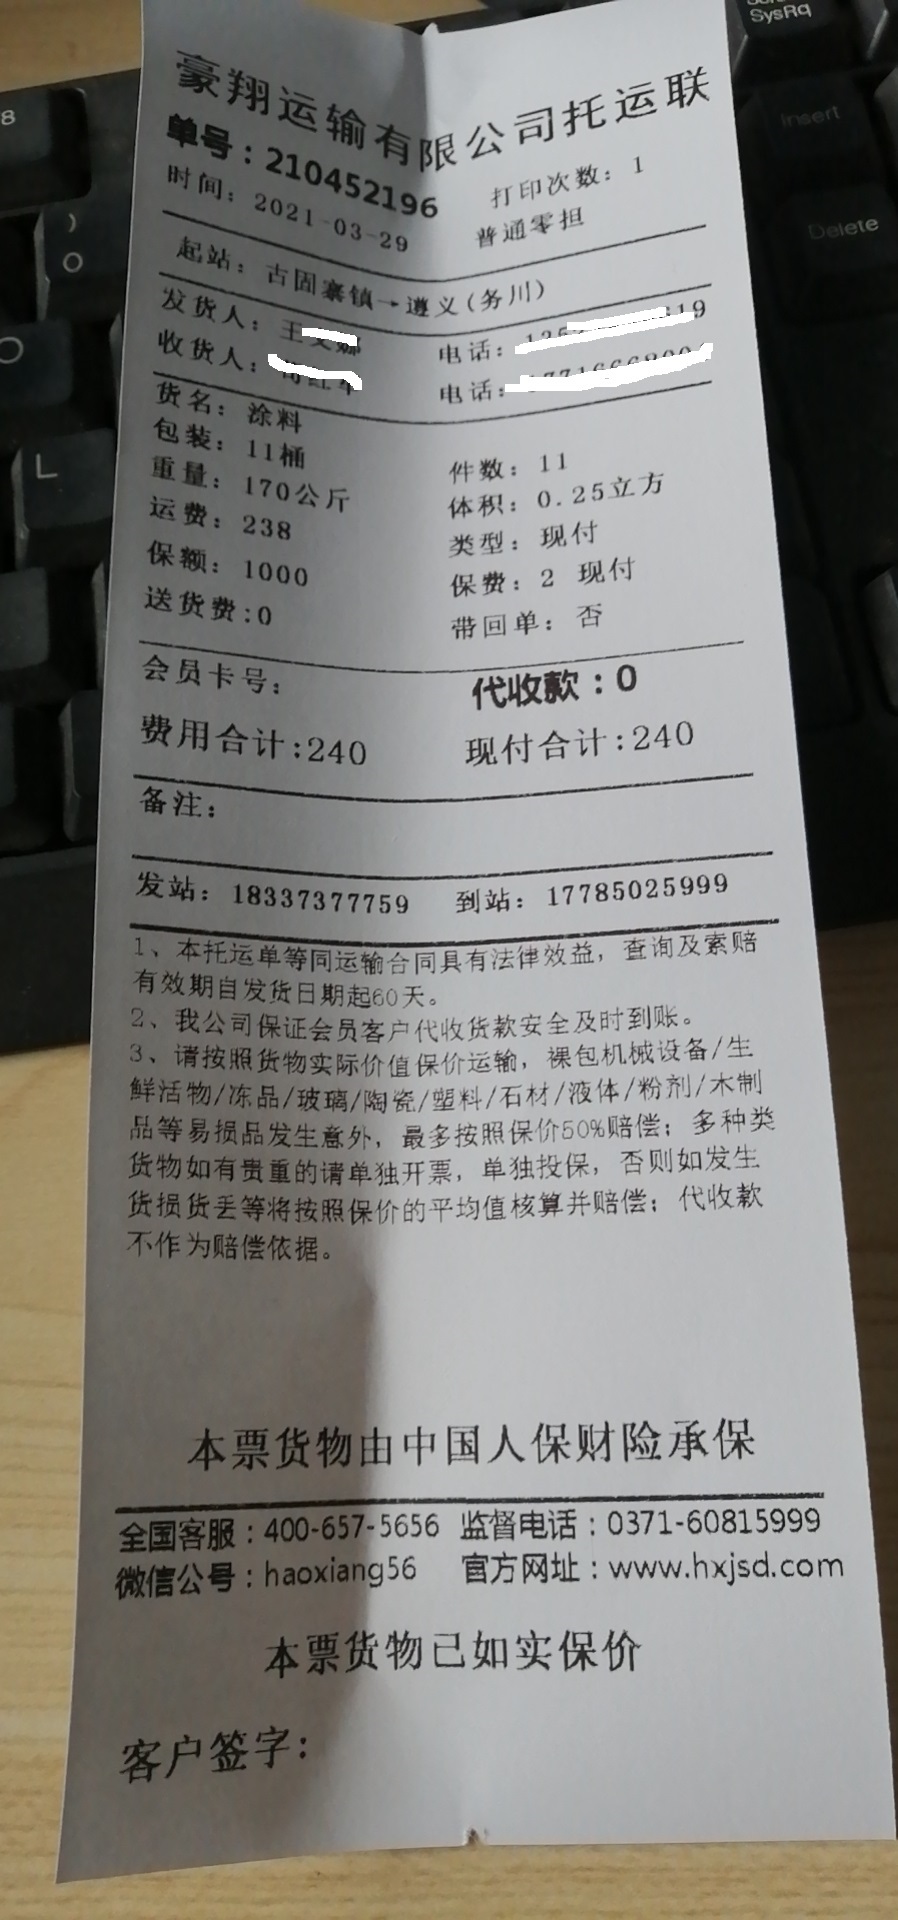 豪翔运输有限公司托运联
单号：210452196 打印次数：1
时间：2021-03-29 普通零担
起站：古固寨镇→遵义(务川)
发货人：王 电话：
收货人： 电话：
货名：涂料
包装：11桶 件数：11
重量：170公斤 体积：0.25立方
运费：238 类型：现付
保额：1000 保费：2 现付
送货费:0 带回单：否
会员卡号： 代收款：0
费用合计:240 现付合计:240
备注：
发站：18337377759 到站：17785025999
1、本托运单等同运输合同具有法律效益，查询及索赔
有效期自发货日期起60天。
2、我公司保证会员客户代收货款安全及时到账。
3、请按照货物实际价值保价运输，裸包机械设备/生
鲜活物/冻品/玻璃/陶瓷/塑料/石材/液体/粉剂/木制
品等易损品发生意外，最多按照保价50%赔偿；多种类
货物如有贵重的请单独开票，单独投保，否则如发生
货损货丢等将按照保价的平均值核算并赔偿；代收款
不作为赔偿依据。
本票货物由中国人保财险承保
全国客服：400-657-5656 监督电话：0371-60815999
微信公号：haoxiang56 官方网址：www.hxjsd.com
本票货物已如实保价
客户签字：
SysRq
Insert
Delete
8
)
0
O
L